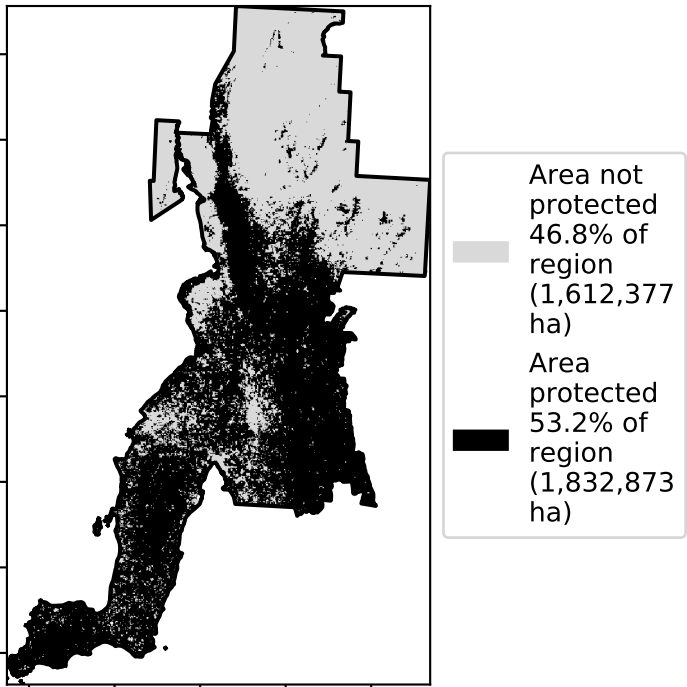 Area not
protected
46.8% of
region
(1,612,377
ha)
Area
protected
53.2% of
region
(1,832,873
ha)